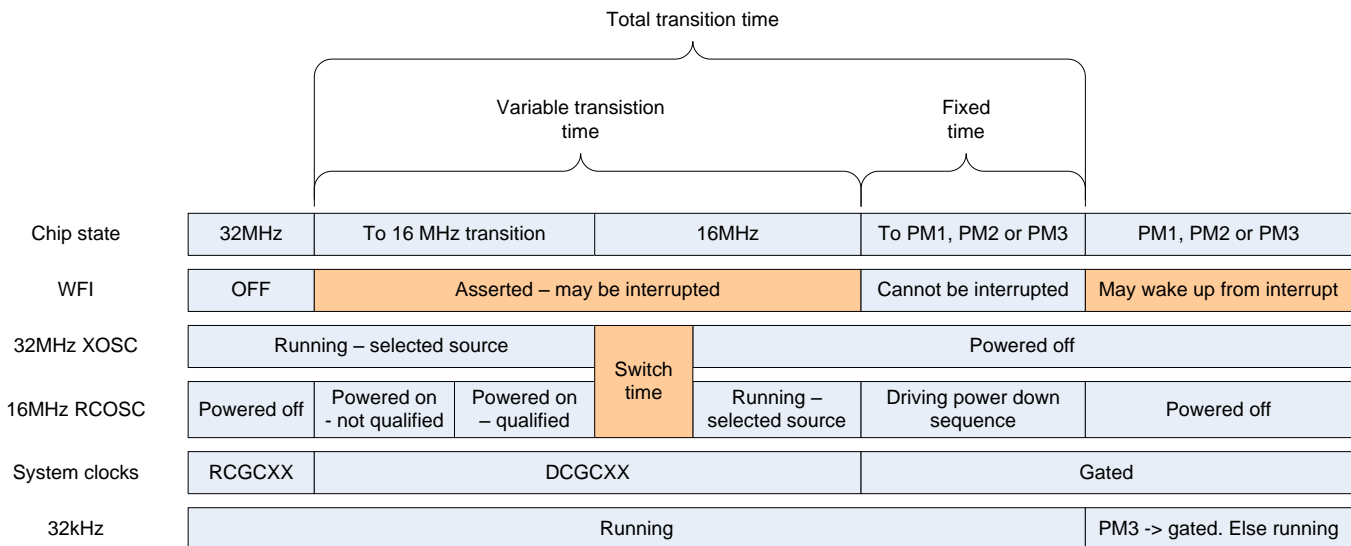 Total transition time
Variable transistion
time
Fixed
time
Chip state
32MHz
To 16 MHz transition
16MHz
To PM1, PM2 or PM3
PM1, PM2 or PM3
WFI
OFF
Asserted – may be interrupted
Cannot be interrupted
May wake up from interrupt
32MHz XOSC
Running – selected source
Switch
time
Powered off
16MHz RCOSC
Powered off
Powered on
- not qualified
Powered on
– qualified
Running –
selected source
Driving power down
sequence
Powered off
System clocks
RCGCXX
DCGCXX
Gated
32kHz
Running
PM3 -> gated. Else running